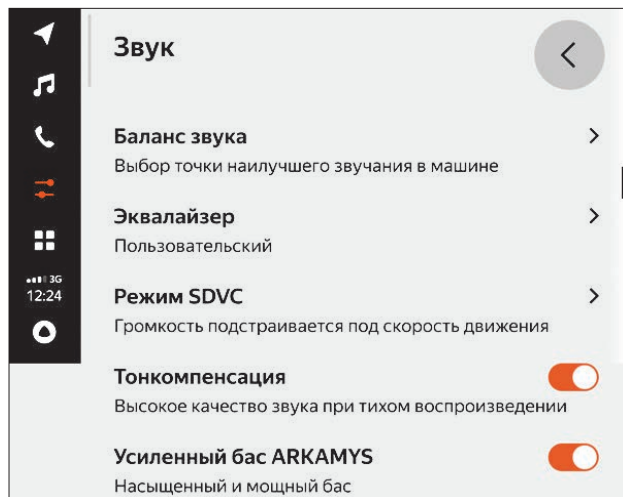 Звук
Баланс звука
Выбор точки наилучшего звучания в машине
Эквалайзер
Пользовательский
3G
12:24
Режим SDVC
Громкость подстраивается под скорость движения
Тонкомпенсация
Высокое качество звука при тихом воспроизведении
Усиленный бас ARKAMYS
Насыщенный и мощный бас